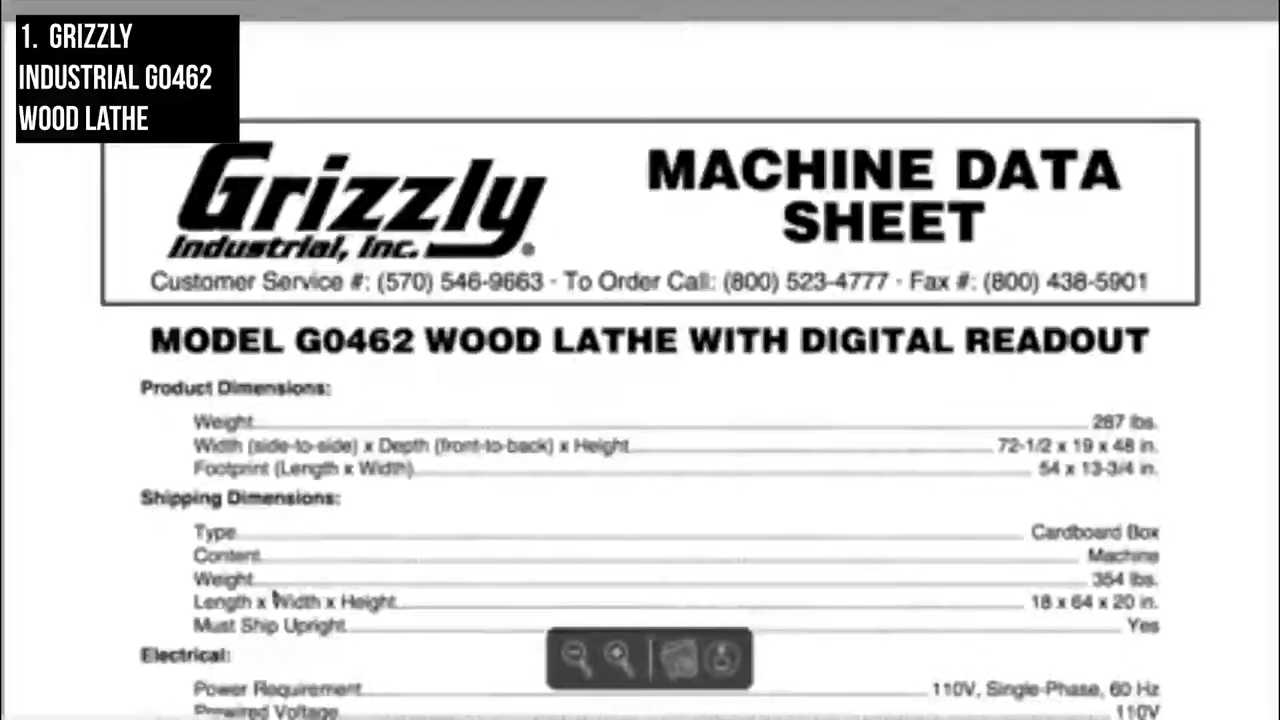 1. GRIZZLY
INDUSTRIAL G0462
WOOD LATHE
Grizzly
Industrial, Inc.®
MACHINE DATA
SHEET
Customer Service #: (570) 546-9663 · To Order Call: (800) 523-4777 · Fax #: (800) 438-5901
MODEL G0462 WOOD LATHE WITH DIGITAL READOUT
Product Dimensions:
Weight 287 lbs.
Width (side-to-side) x Depth (front-to-back) x Height 72-1/2 x 19 x 48 in.
Footprint (Length x Width) 54 x 13-3/4 in.
Shipping Dimensions:
Type Cardboard Box
Content Machine
Weight 354 lbs.
Length x Width x Height 18 x 64 x 20 in.
Must Ship Upright Yes
Electrical:
Power Requirement 110V, Single-Phase, 60 Hz
Prewired Voltage 110V